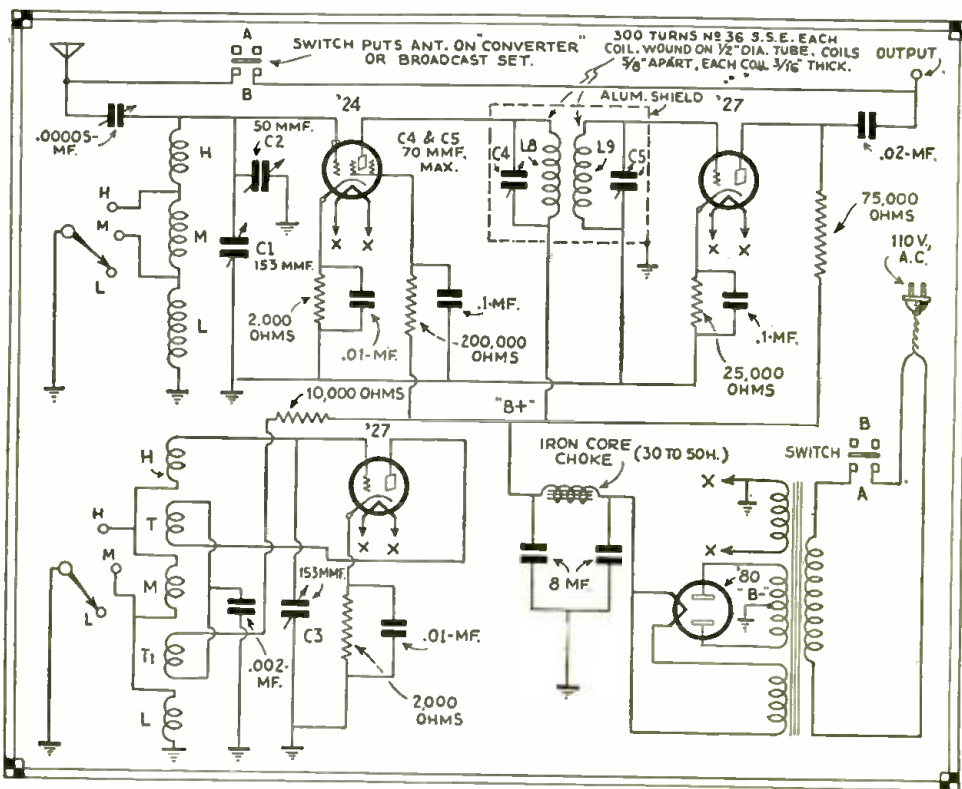 A
SWITCH PUTS ANT. ON "CONVERTER"
OR BROADCAST SET.
B
300 TURNS Nº 36 S.S.E. EACH
COIL. WOUND ON 1/2" DIA. TUBE. COILS
5/8" APART, EACH COIL 3/16" THICK.
OUTPUT
ALUM. SHIELD
.00005-
MF.
H
M
L
H
M
L
50 MMF.
C2
C1
153 MMF.
'24
C4 & C5
70 MMF.
MAX.
X X
2,000
OHMS
.01-MF.
.1-MF.
200,000
OHMS
C4
L8
L9
C5
'27
X X
.1-MF.
25,000
OHMS
.02-MF.
75,000
OHMS
110 V.,
A.C.
10,000 OHMS
"B+"
H
T
M
T1
L
H
M
L
.002-
MF.
'27
X X
153 MMF.
C3
.01-MF.
2,000
OHMS
IRON CORE
CHOKE
(30 TO 50H.)
8 MF.
X
X
'80
"B-"
SWITCH
B
A